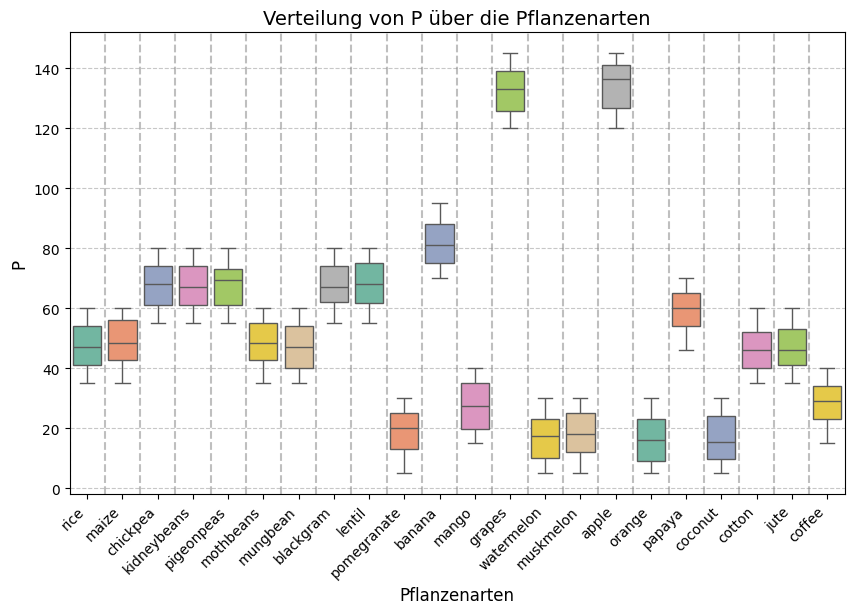 Verteilung von P über die Pflanzenarten
140
120
100
80
60
40
20
0
P
rice
maize
chickpea
kidneybeans
pigeonpeas
mothbeans
mungbean
blackgram
lentil
pomegranate
banana
mango
grapes
watermelon
muskmelon
apple
orange
papaya
coconut
cotton
jute
coffee
Pflanzenarten